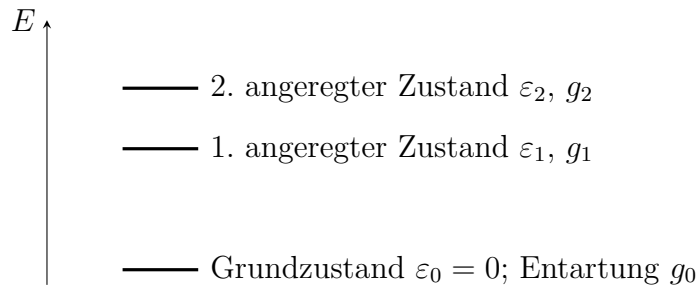 E
2. angeregter Zustand ε₂, g₂
1. angeregter Zustand ε₁, g₁
Grundzustand ε₀ = 0; Entartung g₀